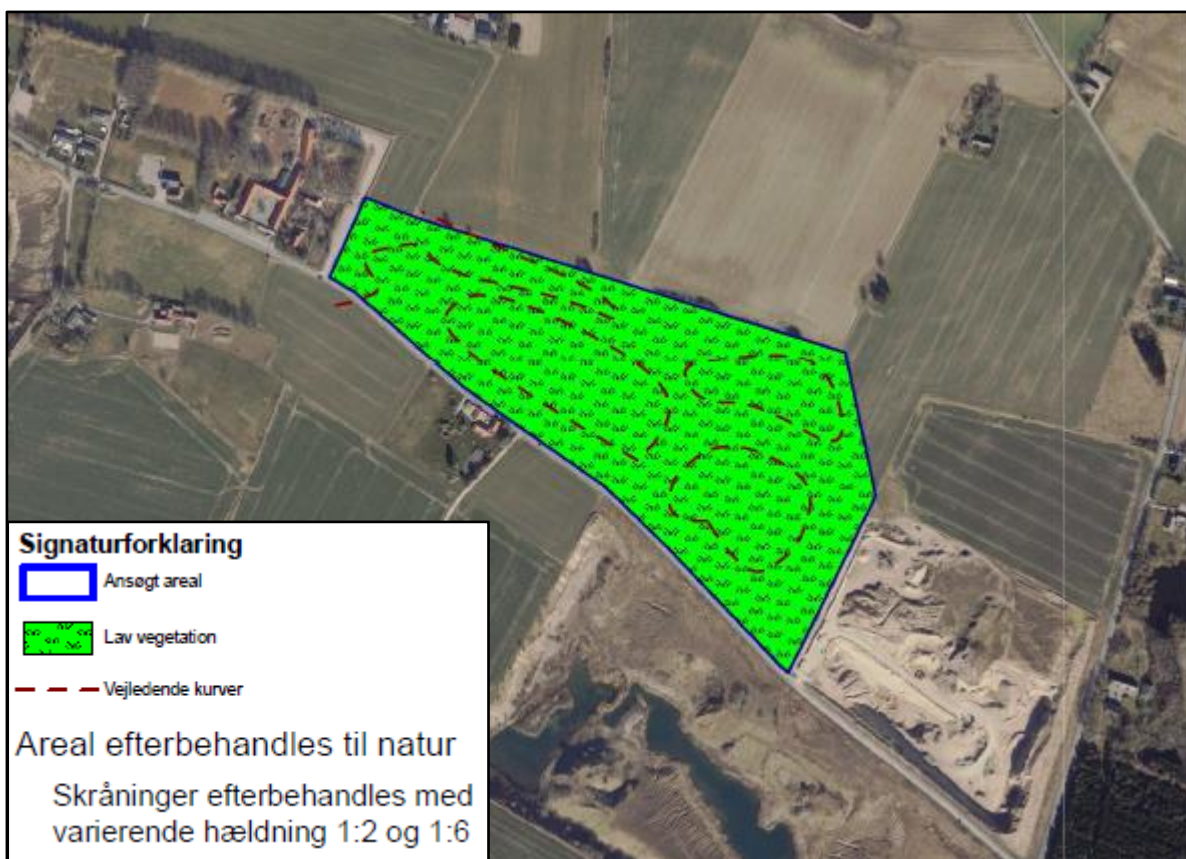 Signaturforklaring
Ansøgt areal
Lav vegetation
Vejledende kurver
Areal efterbehandles til natur
Skråninger efterbehandles med
varierende hældning 1:2 og 1:6